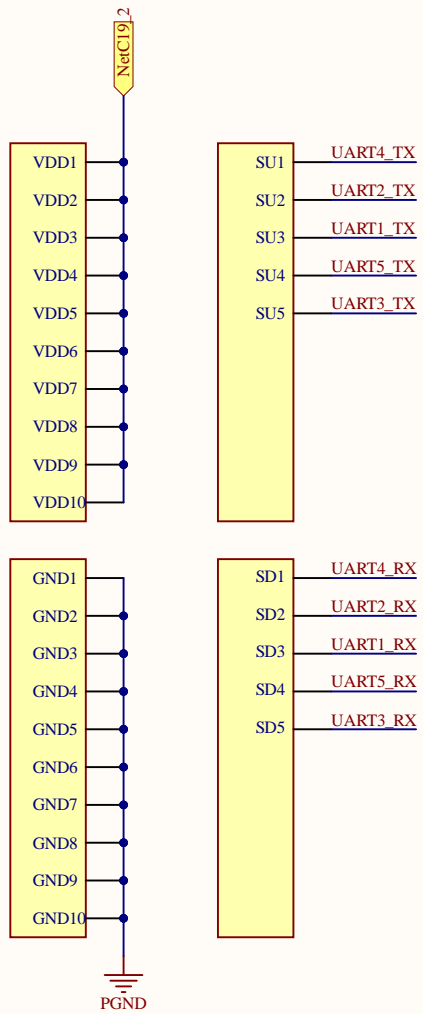 NetC19_2
VDD1
VDD2
VDD3
VDD4
VDD5
VDD6
VDD7
VDD8
VDD9
VDD10
SU1 UART4_TX
SU2 UART2_TX
SU3 UART1_TX
SU4 UART5_TX
SU5 UART3_TX
GND1
GND2
GND3
GND4
GND5
GND6
GND7
GND8
GND9
GND10
PGND
SD1 UART4_RX
SD2 UART2_RX
SD3 UART1_RX
SD4 UART5_RX
SD5 UART3_RX